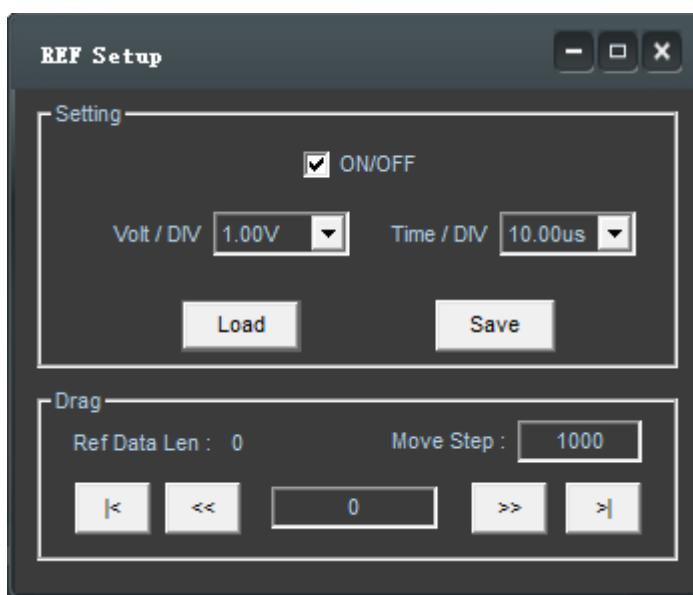 REF Setup
Setting
ON/OFF
Volt / DIV 1.00V Time / DIV 10.00us
Load Save
Drag
Ref Data Len : 0 Move Step : 1000
|< << 0 >> >|